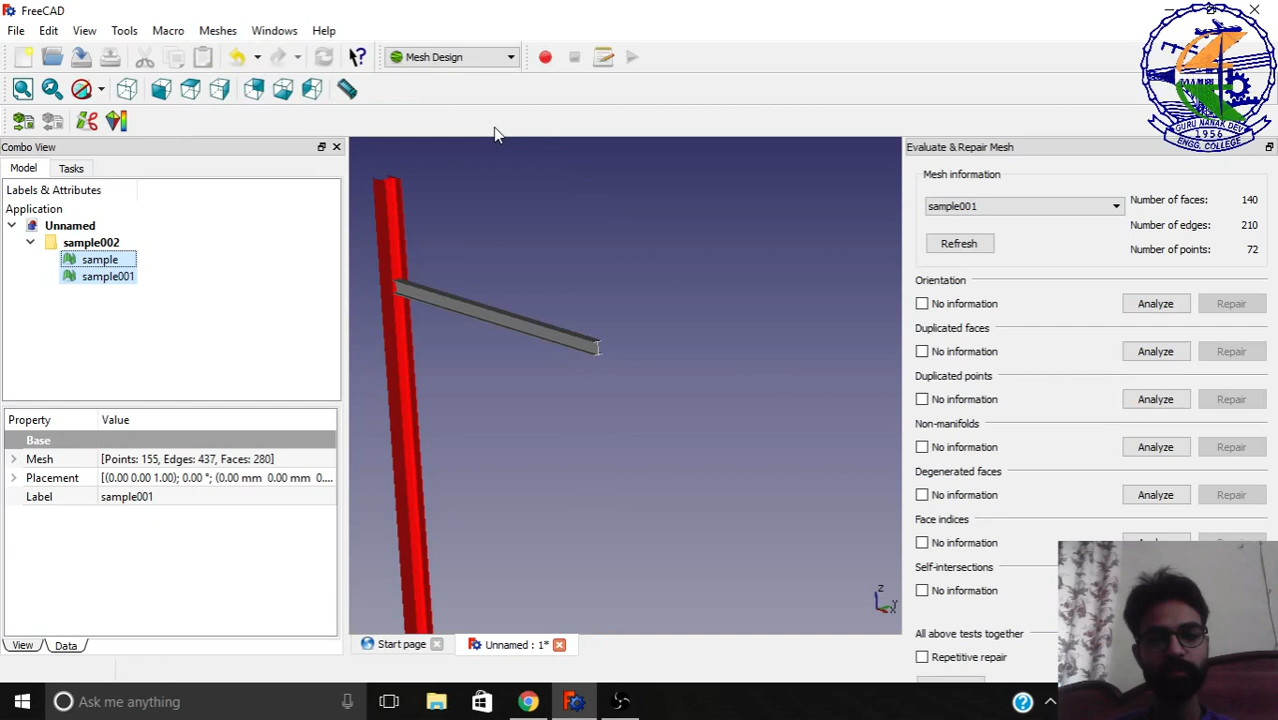 FreeCAD
File Edit View Tools Macro Meshes Windows Help
Mesh Design
Combo View
Model Tasks
Labels & Attributes
Application
Unnamed
sample002
sample
sample001
Property Value
Base
Mesh [Points: 155, Edges: 437, Faces: 280]
Placement [(0.00 0.00 1.00); 0.00 °; (0.00 mm 0.00 mm 0....
Label sample001
View Data
Z
Y
X
Start page Unnamed : 1*
Evaluate & Repair Mesh
Mesh information
sample001
Refresh
Number of faces: 140
Number of edges: 210
Number of points: 72
Orientation
No information Analyze Repair
Duplicated faces
No information Analyze Repair
Duplicated points
No information Analyze Repair
Non-manifolds
No information Analyze Repair
Degenerated faces
No information Analyze Repair
Face indices
No information
Self-intersections
No information
All above tests together
Repetitive repair
GURU NANAK DEV
1956
ENGG. COLLEGE
Ask me anything